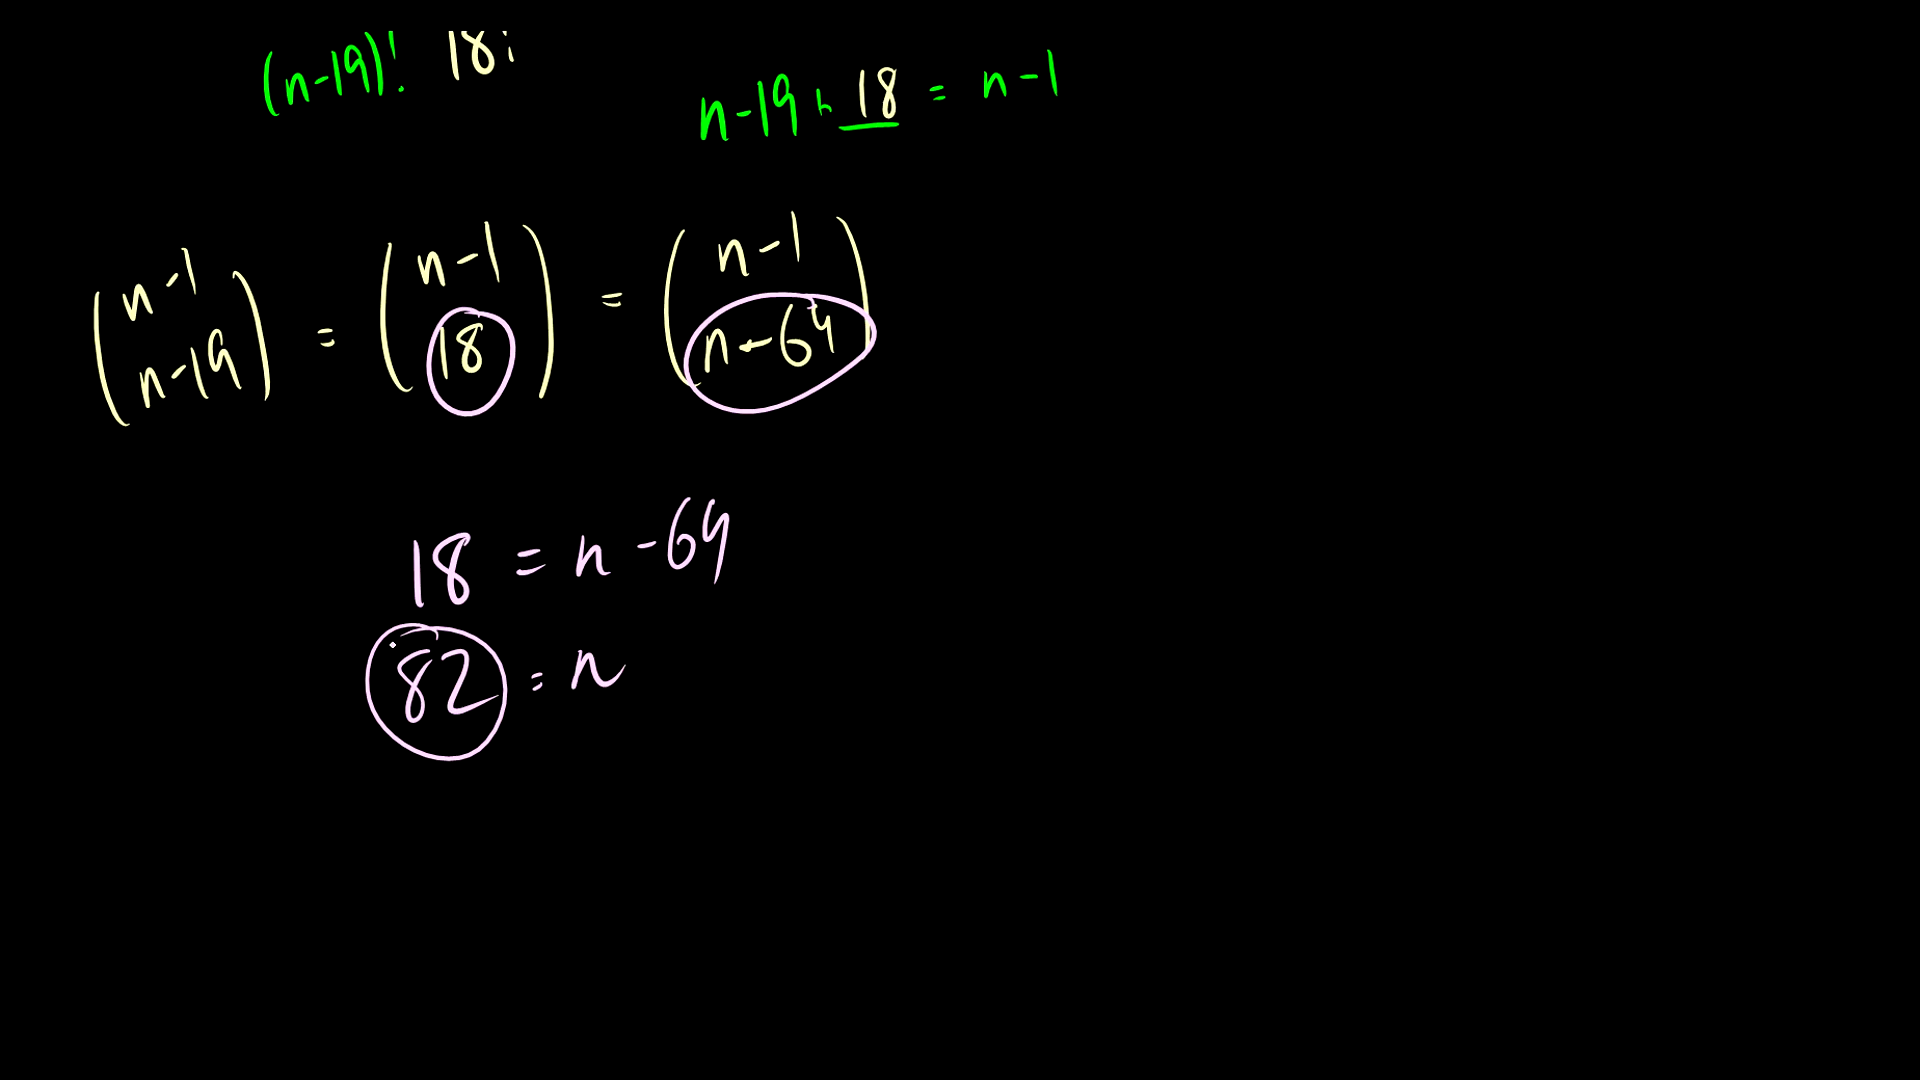 (n-19)! 18!
n-19+18 = n-1
(n-1 n-19) = (n-1 18) = (n-1 n-64)
18 = n-64
82 = n